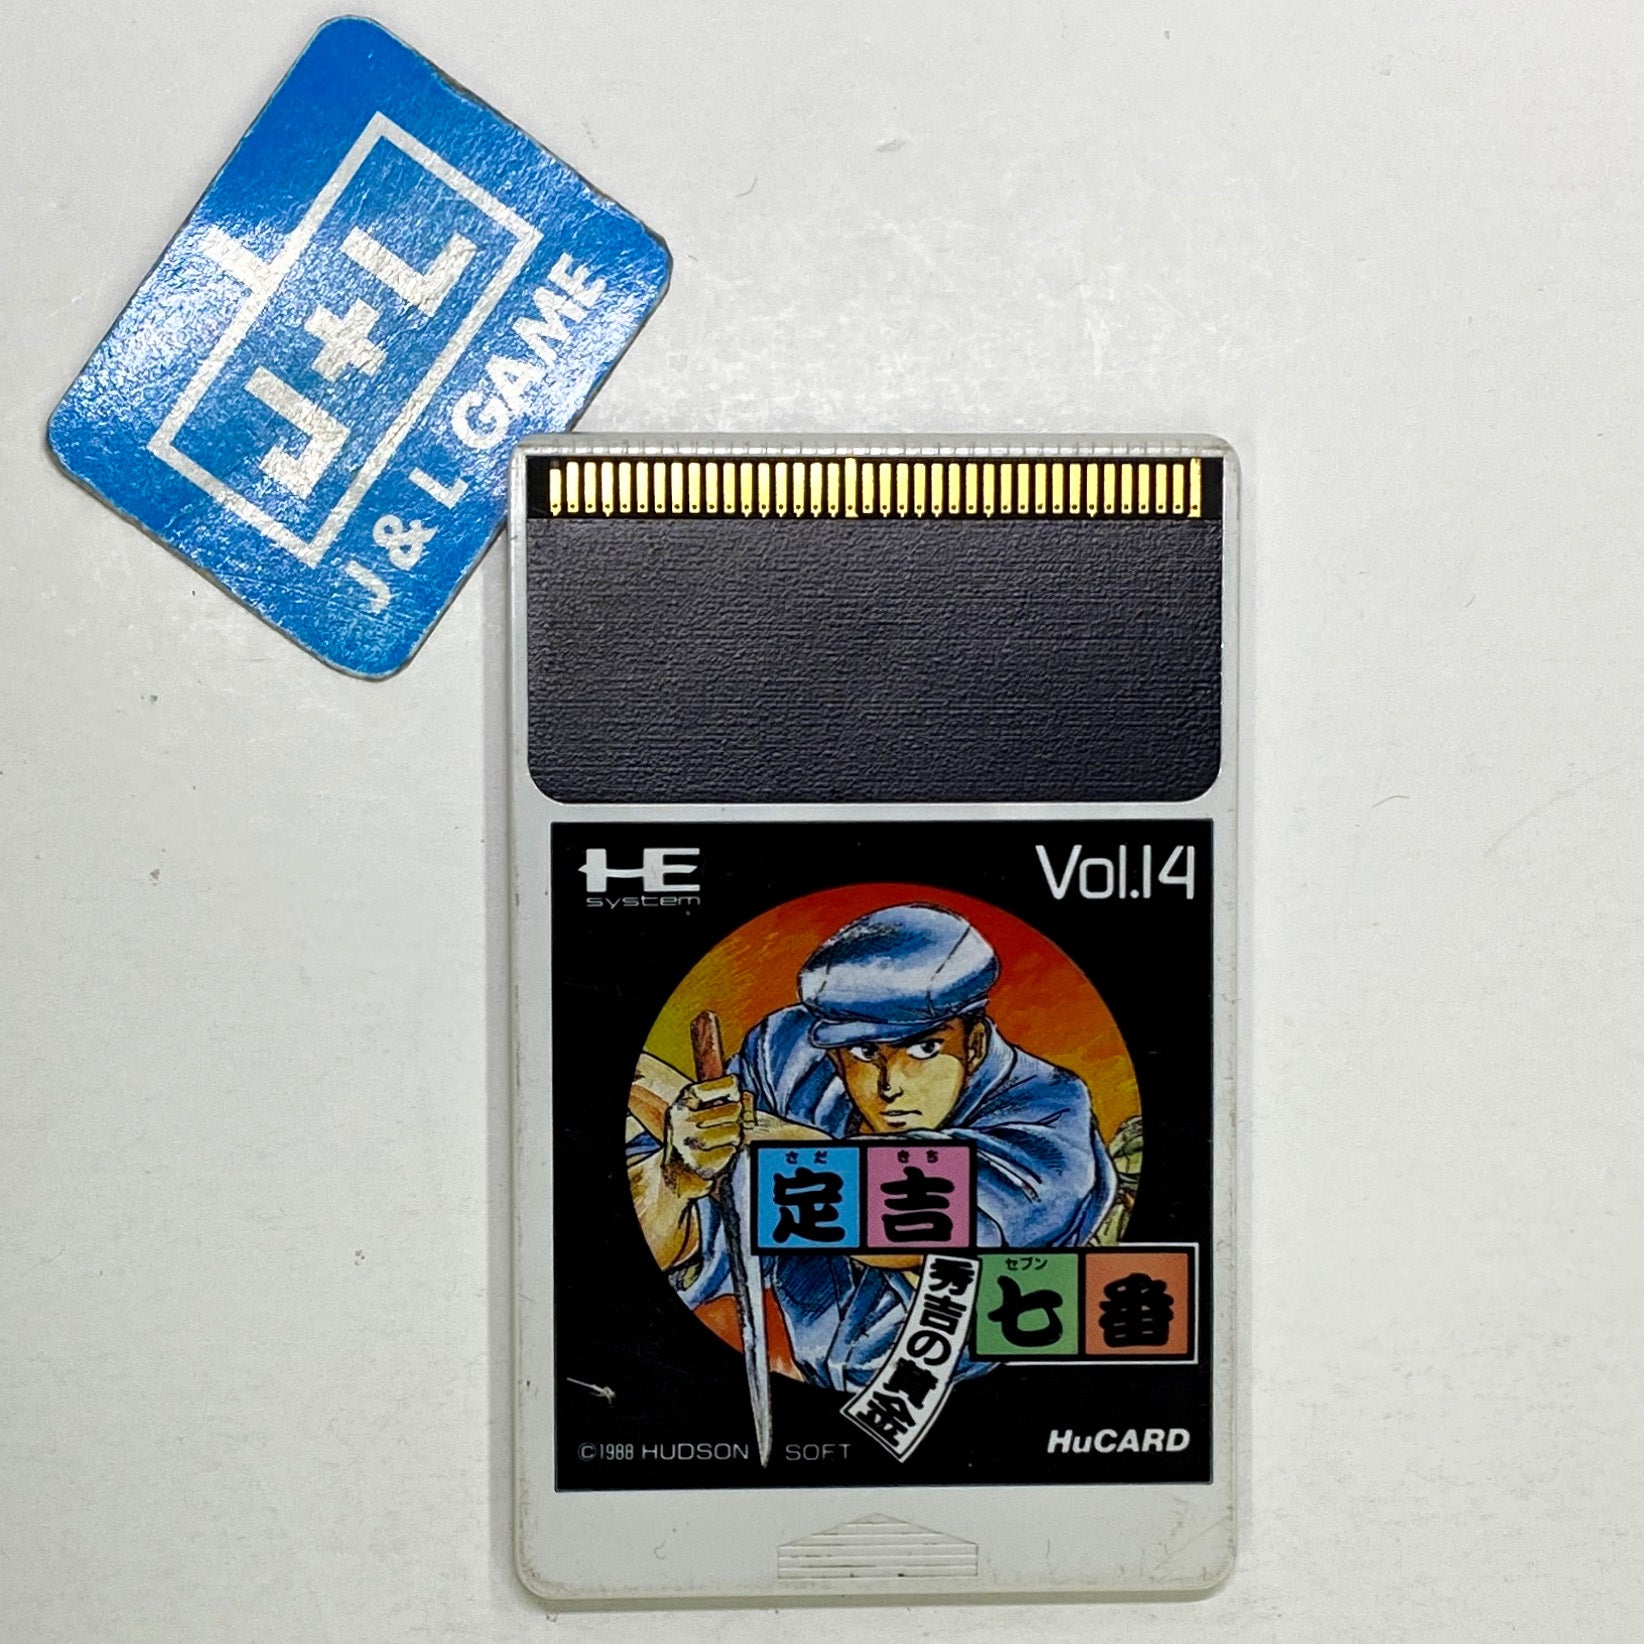 J+L
J & L GAME
HE
system
Vol.14
さだ きち
定吉
セブン
七番
秀吉の黄金
©1988 HUDSON SOFT
HuCARD